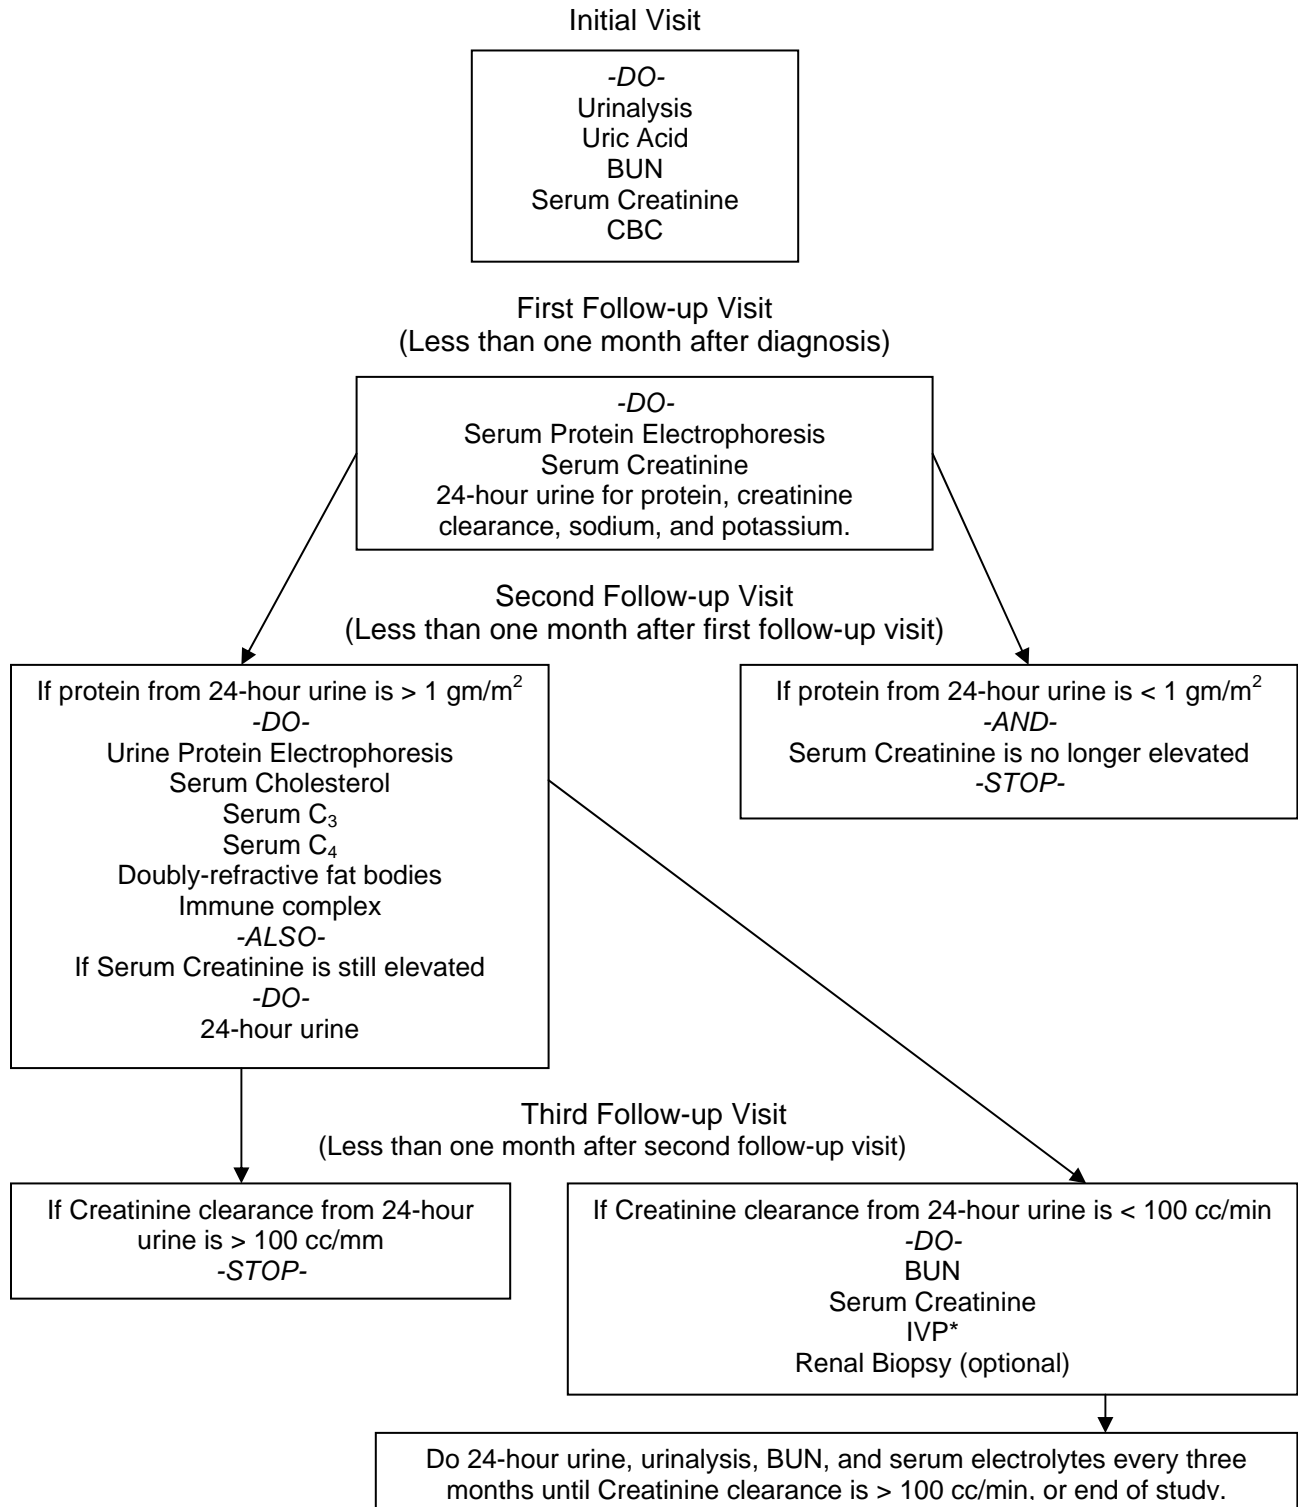 Initial Visit
-DO-
Urinalysis
Uric Acid
BUN
Serum Creatinine
CBC
First Follow-up Visit
(Less than one month after diagnosis)
-DO-
Serum Protein Electrophoresis
Serum Creatinine
24-hour urine for protein, creatinine
clearance, sodium, and potassium.
Second Follow-up Visit
(Less than one month after first follow-up visit)
If protein from 24-hour urine is > 1 gm/m²
-DO-
Urine Protein Electrophoresis
Serum Cholesterol
Serum C₃
Serum C₄
Doubly-refractive fat bodies
Immune complex
-ALSO-
If Serum Creatinine is still elevated
-DO-
24-hour urine
If protein from 24-hour urine is < 1 gm/m²
-AND-
Serum Creatinine is no longer elevated
-STOP-
Third Follow-up Visit
(Less than one month after second follow-up visit)
If Creatinine clearance from 24-hour
urine is > 100 cc/mm
-STOP-
If Creatinine clearance from 24-hour urine is < 100 cc/min
-DO-
BUN
Serum Creatinine
IVP*
Renal Biopsy (optional)
Do 24-hour urine, urinalysis, BUN, and serum electrolytes every three
months until Creatinine clearance is > 100 cc/min, or end of study.